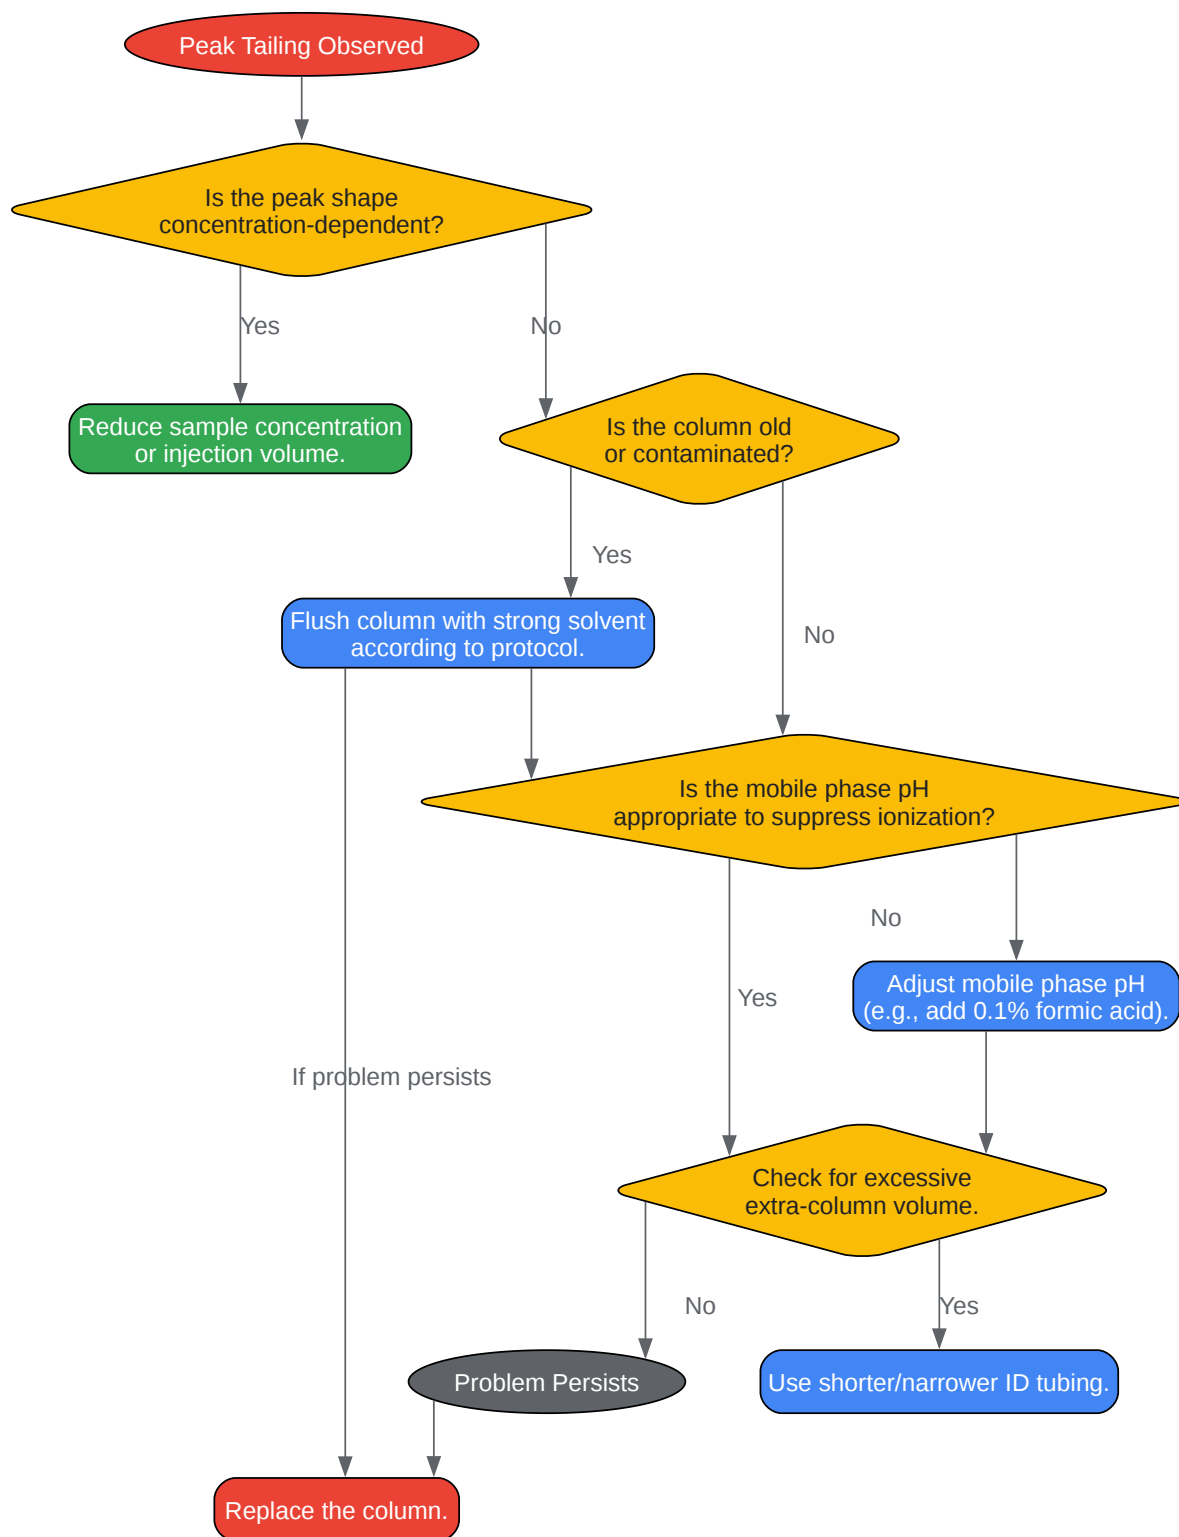 Peak Tailing Observed
Is the peak shape
concentration-dependent?
Yes
No
Reduce sample concentration
or injection volume.
Is the column old
or contaminated?
Yes
Flush column with strong solvent
according to protocol.
No
Is the mobile phase pH
appropriate to suppress ionization?
No
Yes
Adjust mobile phase pH
(e.g., add 0.1% formic acid).
If problem persists
Check for excessive
extra-column volume.
No
Yes
Problem Persists
Use shorter/narrower ID tubing.
Replace the column.